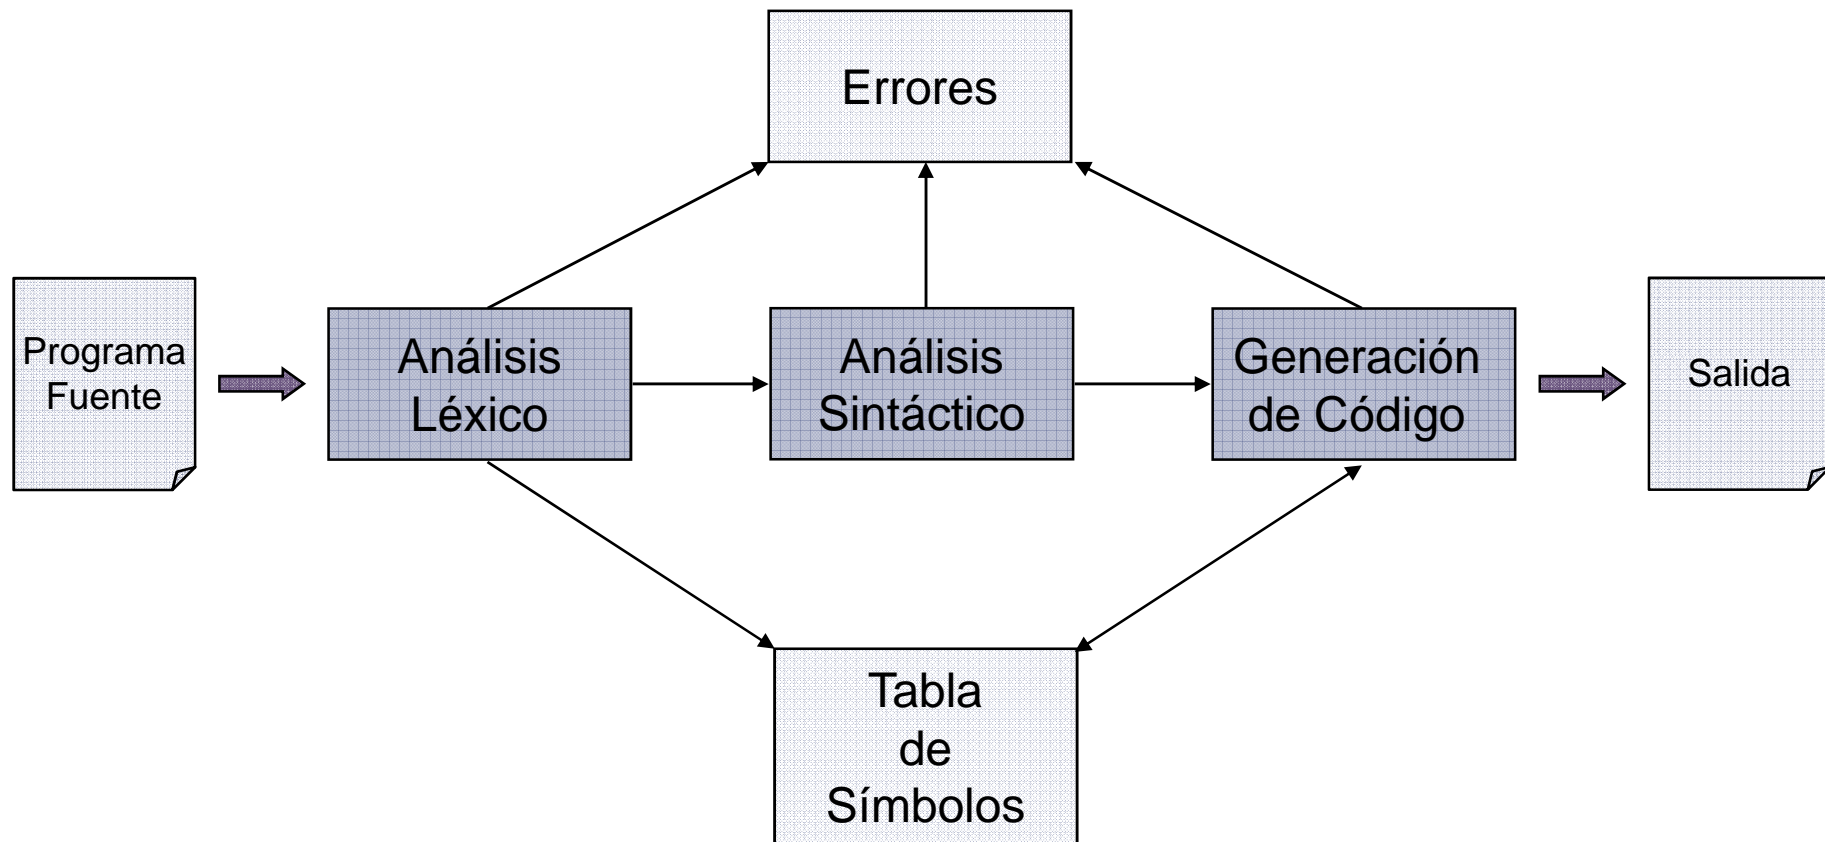 Errores
Programa
Fuente
Análisis
Léxico
Análisis
Sintáctico
Generación
de Código
Salida
Tabla
de
Símbolos